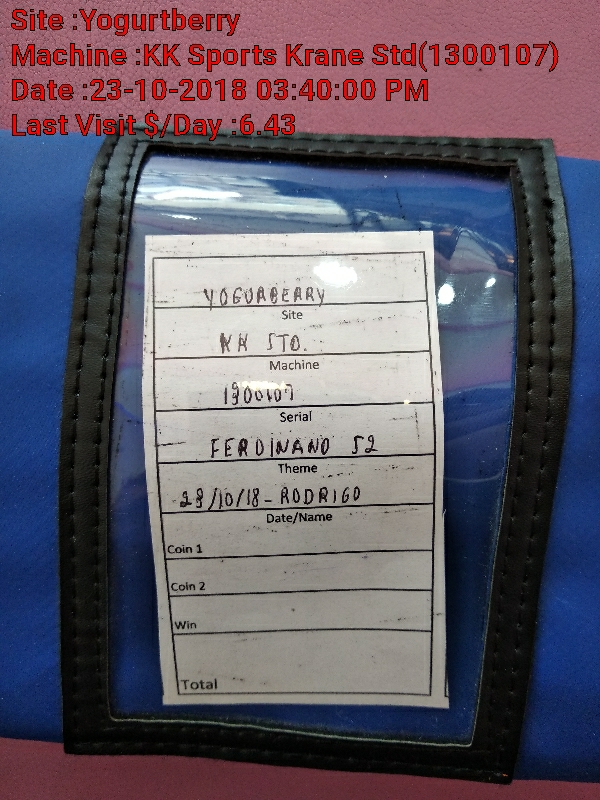 Site :Yogurtberry
Machine :KK Sports Krane Std(1300107)
Date :23-10-2018 03:40:00 PM
Last Visit $/Day :6.43
YOGURBERRY
Site
KK STD.
Machine
1300107
Serial
FERDINAND 52
Theme
23/10/18 - RODRIGO
Date/Name
Coin 1
Coin 2
Win
Total